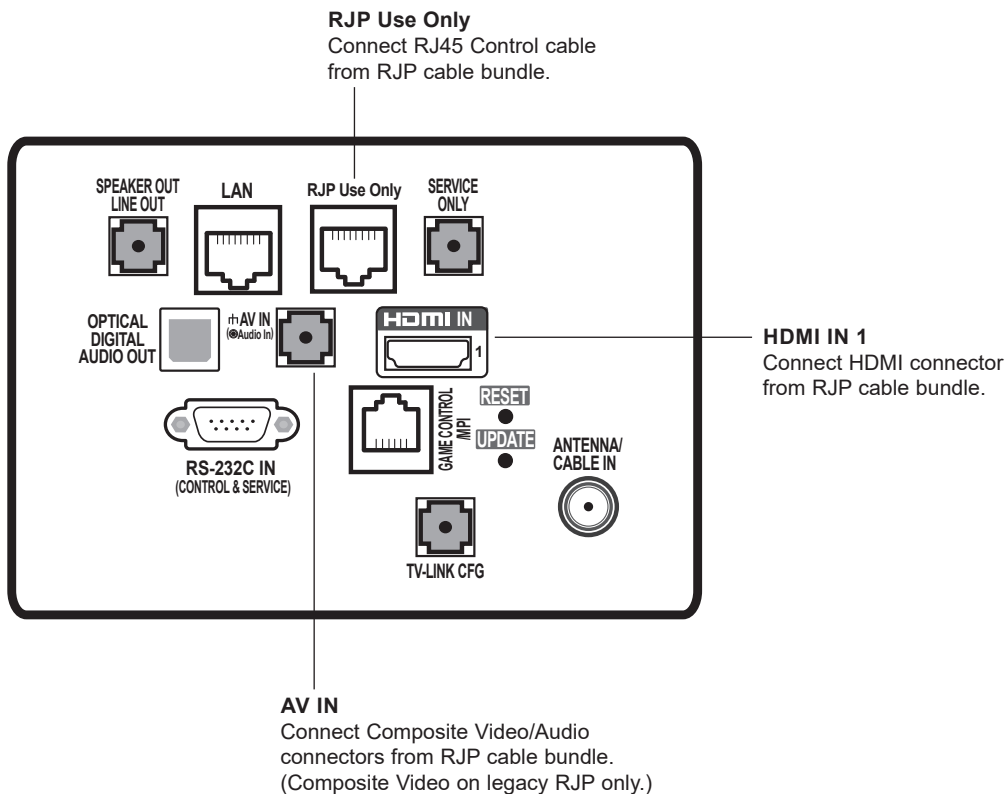 RJP Use Only
Connect RJ45 Control cable
from RJP cable bundle.
SPEAKER OUT
LINE OUT
LAN
RJP Use Only
SERVICE
ONLY
OPTICAL
DIGITAL
AUDIO OUT
AV IN
(Audio In)
HDMI IN
1
HDMI IN 1
Connect HDMI connector
from RJP cable bundle.
RS-232C IN
(CONTROL & SERVICE)
GAME CONTROL
/MPI
RESET
UPDATE
ANTENNA/
CABLE IN
TV-LINK CFG
AV IN
Connect Composite Video/Audio
connectors from RJP cable bundle.
(Composite Video on legacy RJP only.)